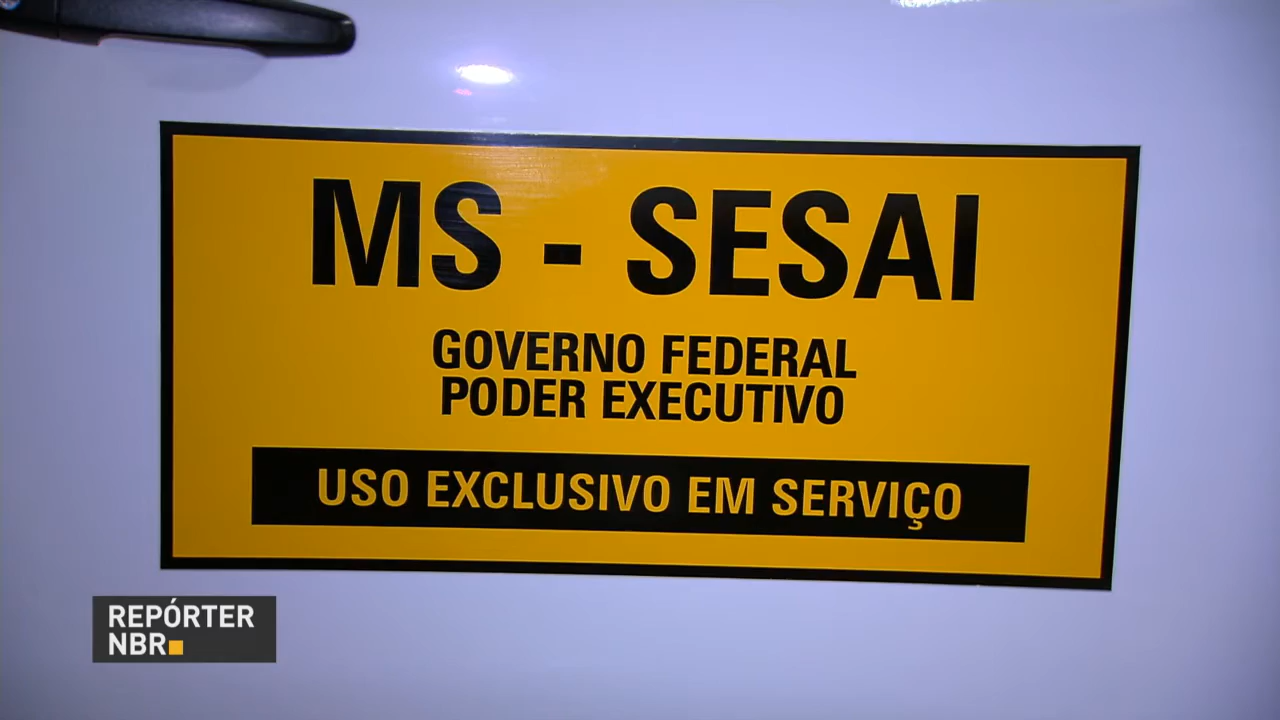 MS - SESAI
GOVERNO FEDERAL
PODER EXECUTIVO
USO EXCLUSIVO EM SERVIÇO
REPÓRTER
NBR